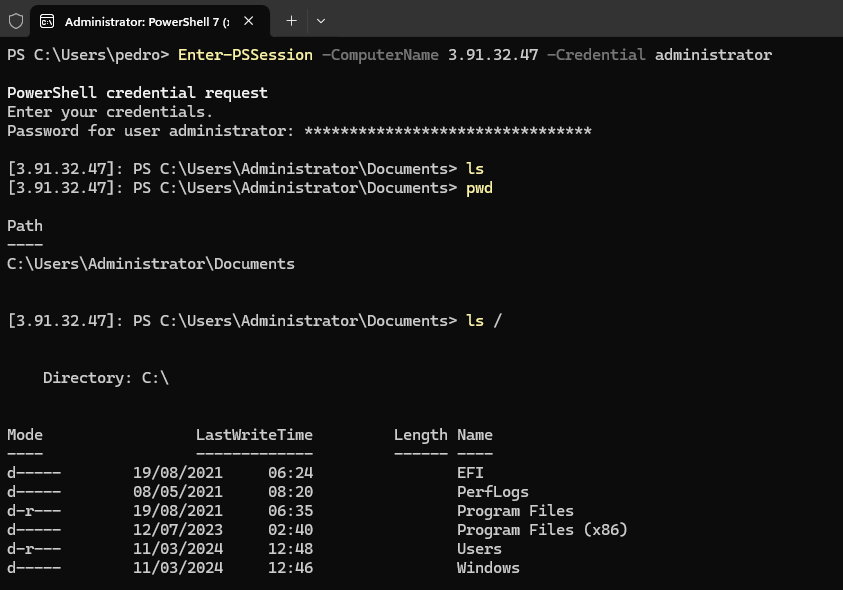 Administrator: PowerShell 7 (
PS C:\Users\pedro> Enter-PSSession -ComputerName 3.91.32.47 -Credential administrator
PowerShell credential request
Enter your credentials.
Password for user administrator: ********************************
[3.91.32.47]: PS C:\Users\Administrator\Documents> ls
[3.91.32.47]: PS C:\Users\Administrator\Documents> pwd
Path
----
C:\Users\Administrator\Documents
[3.91.32.47]: PS C:\Users\Administrator\Documents> ls /
Directory: C:\
Mode LastWriteTime Length Name
---- ------------- ------ ----
d----- 19/08/2021 06:24 EFI
d----- 08/05/2021 08:20 PerfLogs
d-r--- 19/08/2021 06:35 Program Files
d----- 12/07/2023 02:40 Program Files (x86)
d-r--- 11/03/2024 12:48 Users
d----- 11/03/2024 12:46 Windows